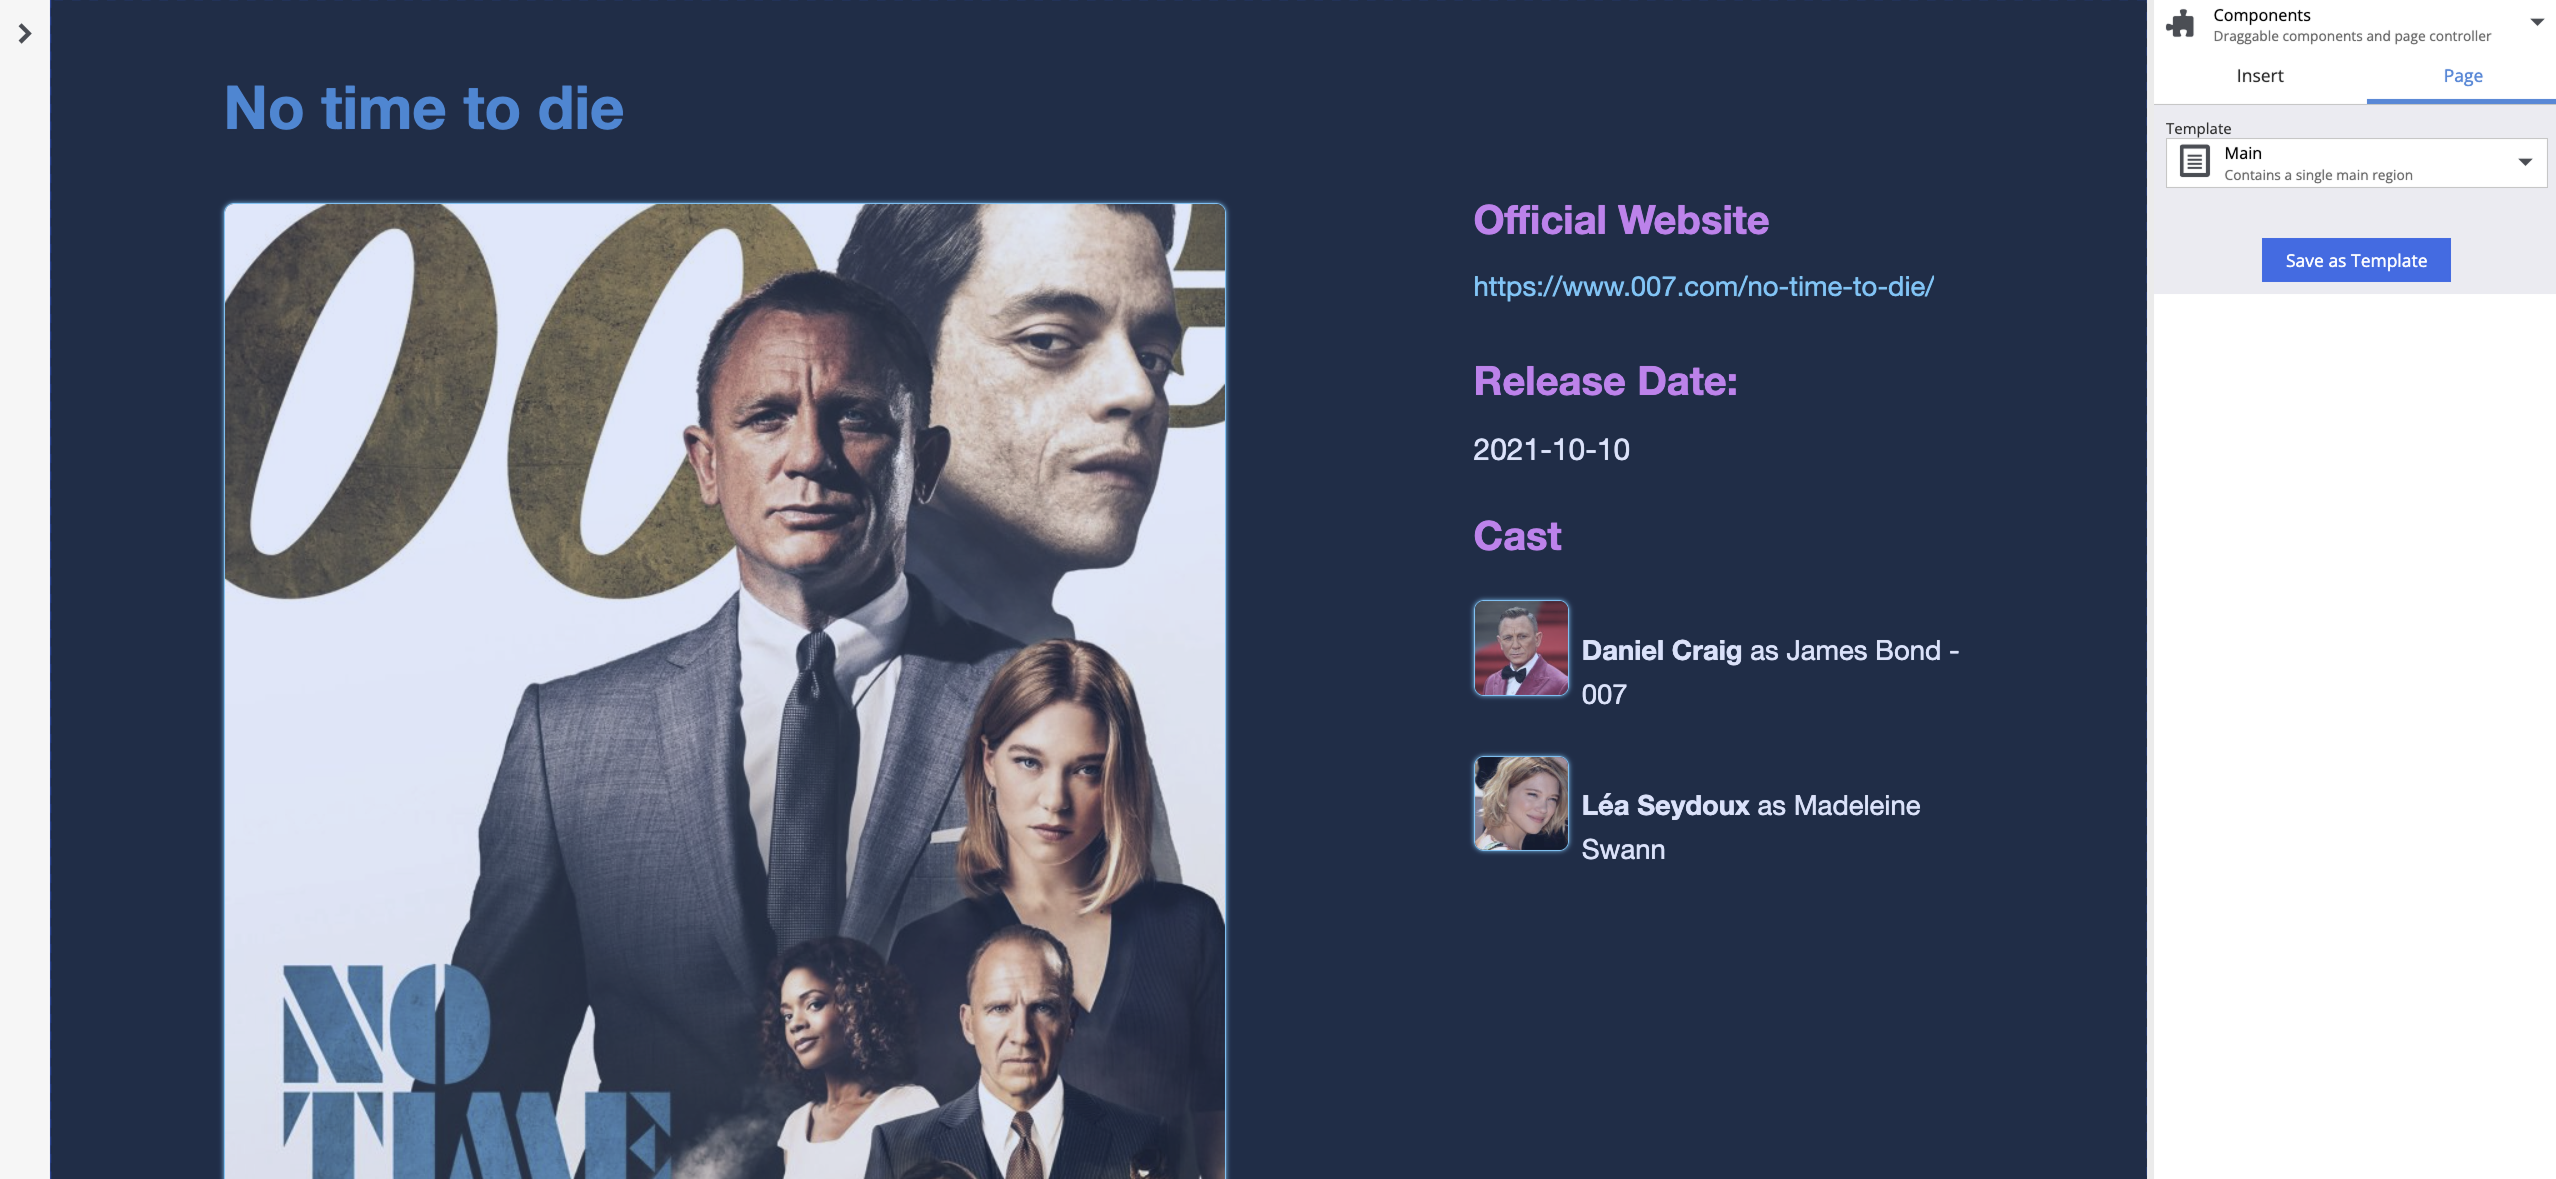 No time to die
007
NO
TIME
Official Website
https://www.007.com/no-time-to-die/
Release Date:
2021-10-10
Cast
Daniel Craig as James Bond -
007
Léa Seydoux as Madeleine
Swann
Components
Draggable components and page controller
Insert
Page
Template
Main
Contains a single main region
Save as Template